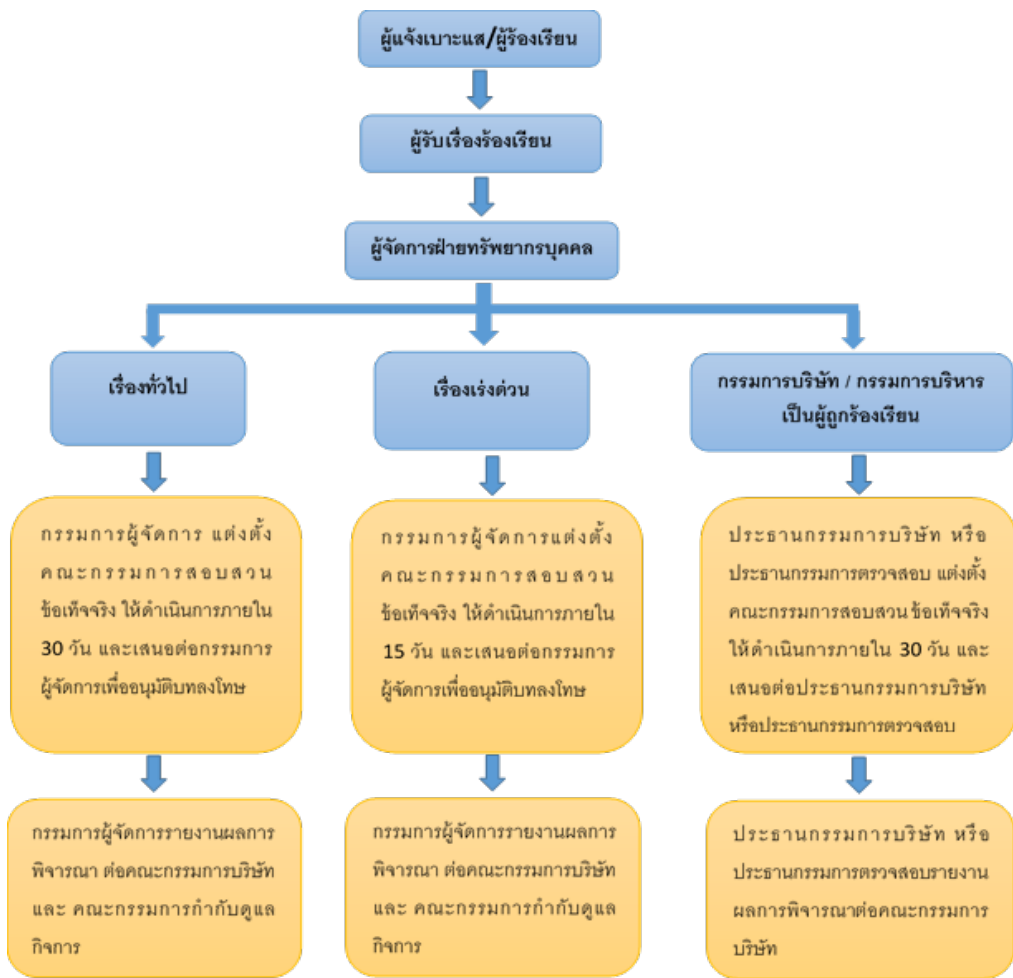 ผู้แจ้งเบาะแส/ผู้ร้องเรียน
ผู้รับเรื่องร้องเรียน
ผู้จัดการฝ่ายทรัพยากรบุคคล
เรื่องทั่วไป
เรื่องเร่งด่วน
กรรมการบริษัท / กรรมการบริหาร
เป็นผู้ถูกร้องเรียน
กรรมการผู้จัดการ แต่งตั้ง
คณะกรรมการสอบสวน
ข้อเท็จจริง ให้ดำเนินการภายใน
30 วัน และเสนอต่อกรรมการ
ผู้จัดการเพื่ออนุมัติบทลงโทษ
กรรมการผู้จัดการแต่งตั้ง
คณะกรรมการสอบสวน
ข้อเท็จจริง ให้ดำเนินการภายใน
15 วัน และเสนอต่อกรรมการ
ผู้จัดการเพื่ออนุมัติบทลงโทษ
ประธานกรรมการบริษัท หรือ
ประธานกรรมการตรวจสอบ แต่งตั้ง
คณะกรรมการสอบสวน ข้อเท็จจริง
ให้ดำเนินการภายใน 30 วัน และ
เสนอต่อประธานกรรมการบริษัท
หรือประธานกรรมการตรวจสอบ
กรรมการผู้จัดการรายงานผลการ
พิจารณา ต่อคณะกรรมการบริษัท
และ คณะกรรมการกำกับดูแล
กิจการ
กรรมการผู้จัดการรายงานผลการ
พิจารณา ต่อคณะกรรมการบริษัท
และ คณะกรรมการกำกับดูแล
กิจการ
ประธานกรรมการบริษัท หรือ
ประธานกรรมการตรวจสอบรายงาน
ผลการพิจารณาต่อคณะกรรมการ
บริษัท